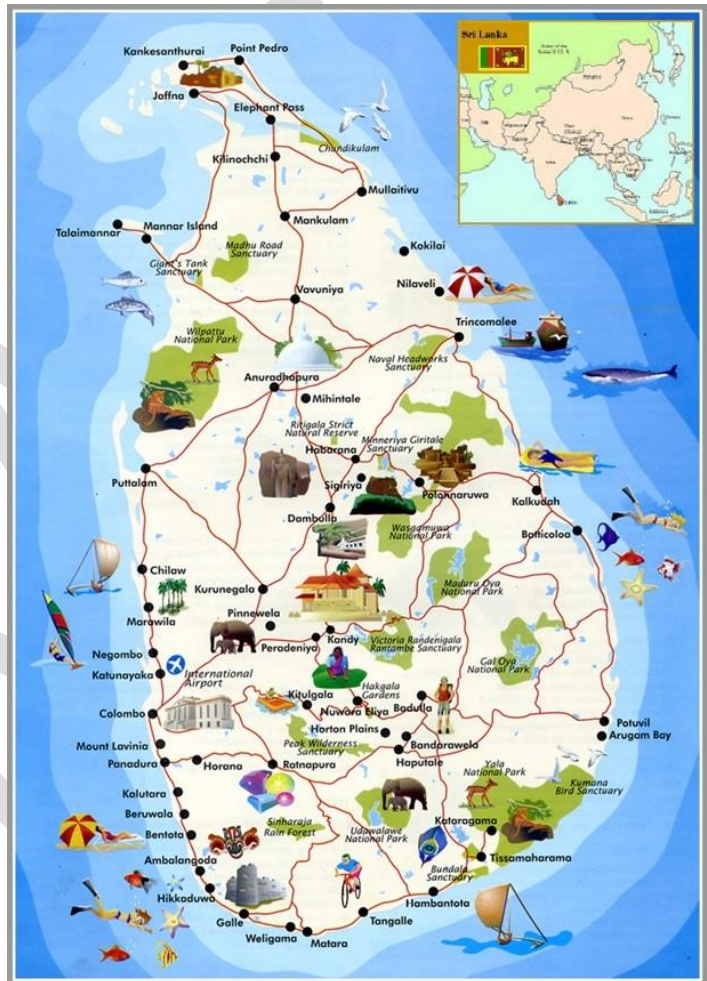 Sri Lanka
Kankesanthurai
Point Pedro
Jaffna
Elephant Pass
Chundikulam
Kilinochchi
Mullaitivu
Mankulam
Talaimannar
Mannar Island
Kokilai
Madhu Road
Sanctuary
Giant's Tank
Sanctuary
Nilaveli
Vavuniya
Trincomalee
Wilpattu
National Park
Naval Headworks
Sanctuary
Anuradhapura
Mihintale
Ritigala Strict
Natural Reserve
Minneriya Giritale
Sanctuary
Habarana
Puttalam
Sigiriya
Polonnaruwa
Kalkudah
Dambulla
Wasgamuwa
National Park
Batticoloa
Chilaw
Maduru Oya
National Park
Kurunegala
Marawila
Pinnewela
Kandy
Peradeniya
Victoria Randenigala
Rantambe Sanctuary
Negombo
Gal Oya
National Park
Katunayaka
International
Airport
Hakgala
Gardens
Kitulgala
Badulla
Nuwara Eliya
Colombo
Potuvil
Arugam Bay
Horton Plains
Mount Lavinia
Peak Wilderness
Sanctuary
Bandarawela
Panadura
Horana
Ratnapura
Haputale
Yala
National Park
Kumana
Bird Sanctuary
Kalutara
Beruwala
Sinharaja
Rain Forest
Udawalawe
National Park
Kataragama
Bentota
Tissamaharama
Ambalangoda
Bundala
Sanctuary
Hikkaduwa
Hambantota
Galle
Tangalle
Weligama
Matara